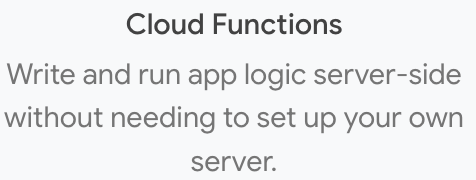 Cloud Functions
Write and run app logic server-side
without needing to set up your own
server.